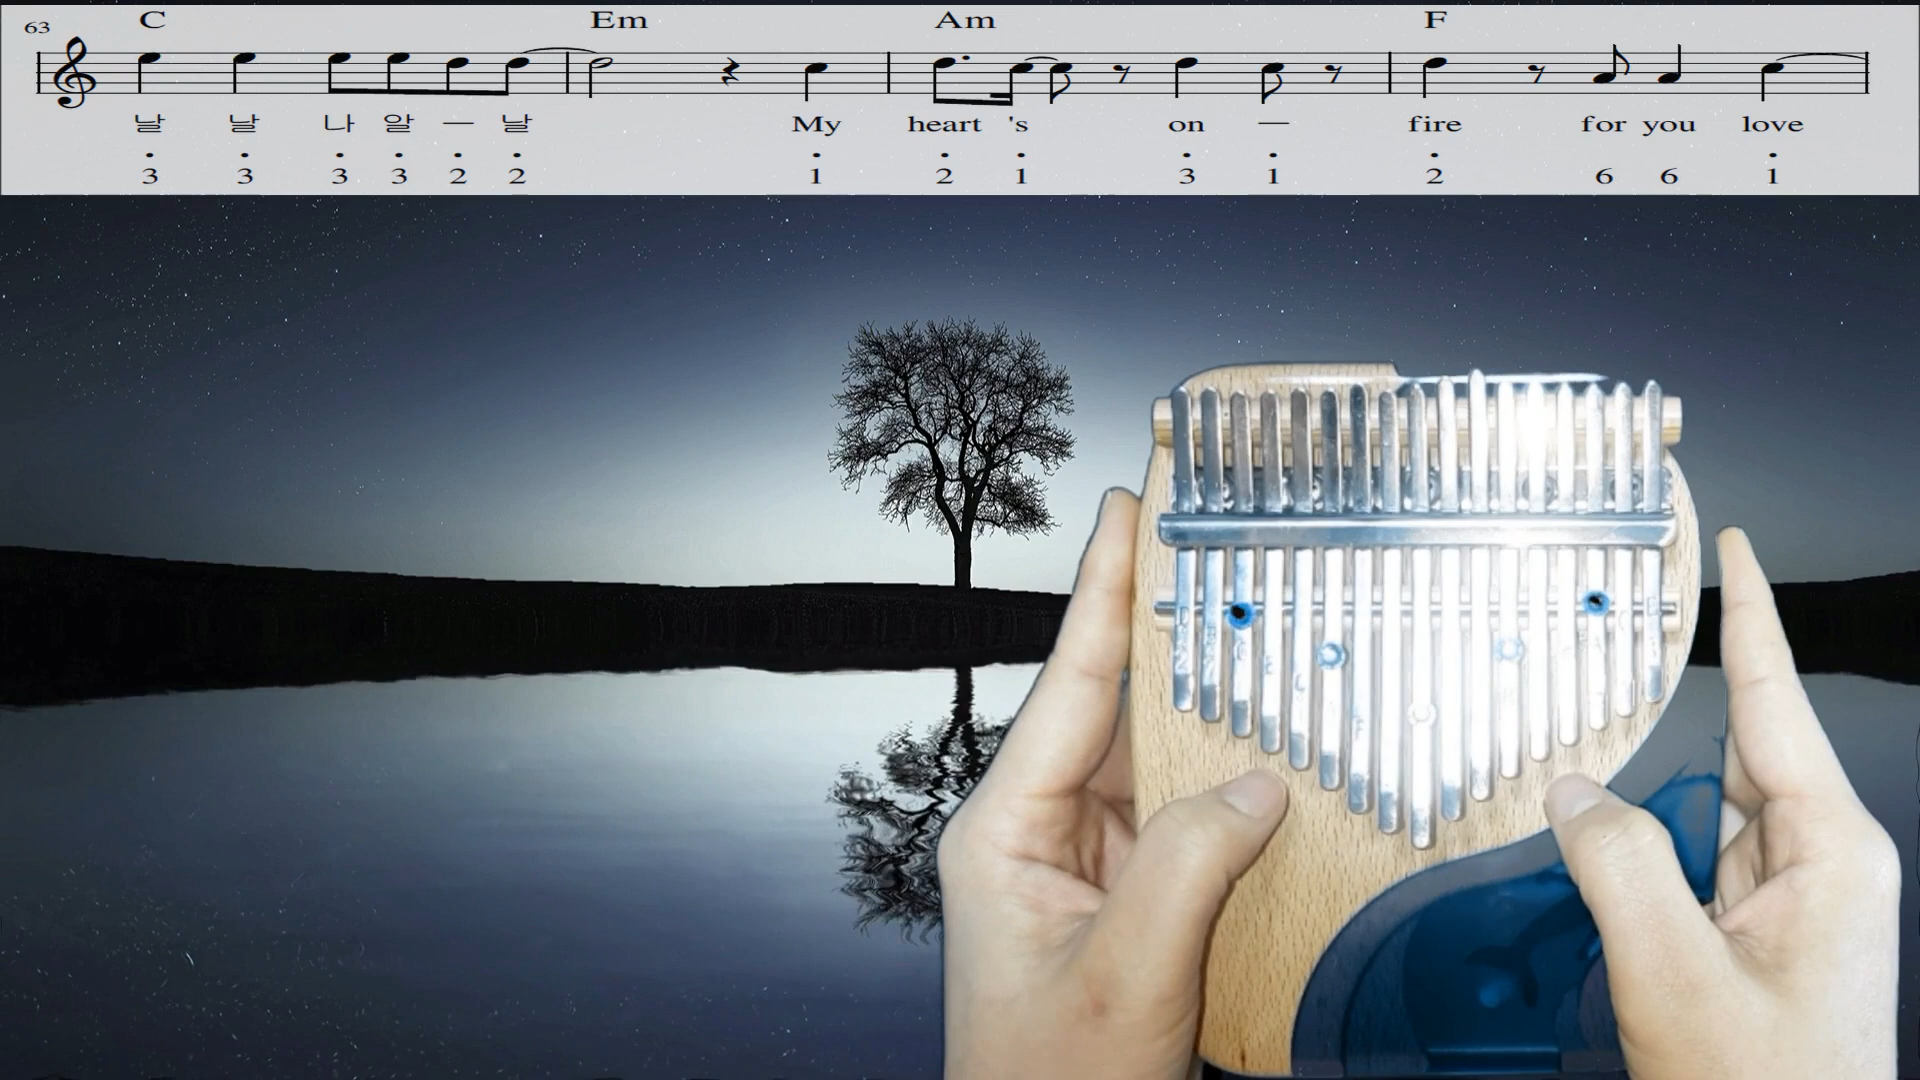 63 C Em Am F
날 날 나 알 — 날 My heart 's on — fire for you love
3 3 3 3 2 2 1 2 1 3 1 2 6 6 1